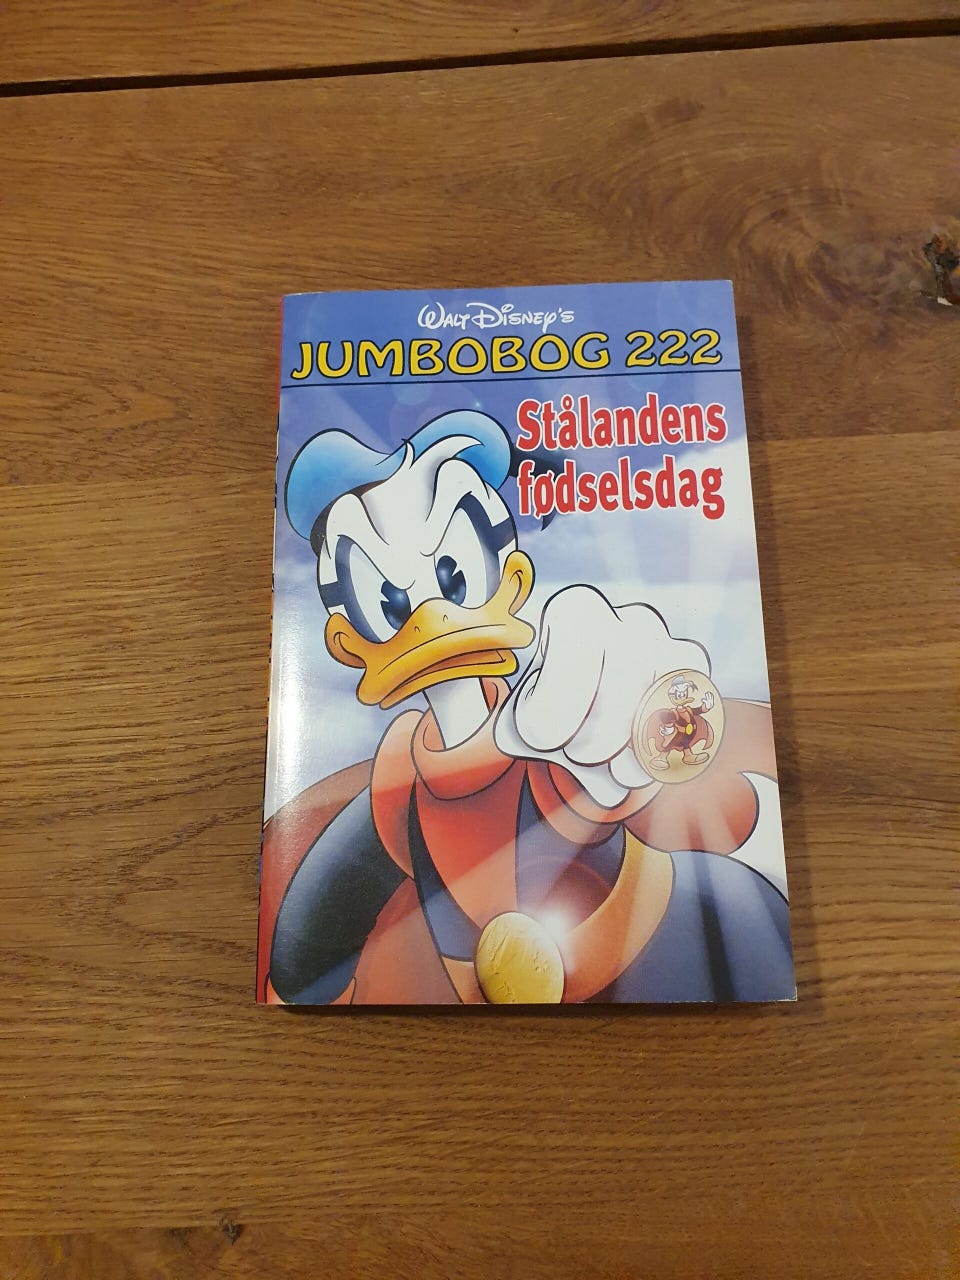 WALT DISNEY'S
JUMBOBOG 222
Stålandens
fødselsdag